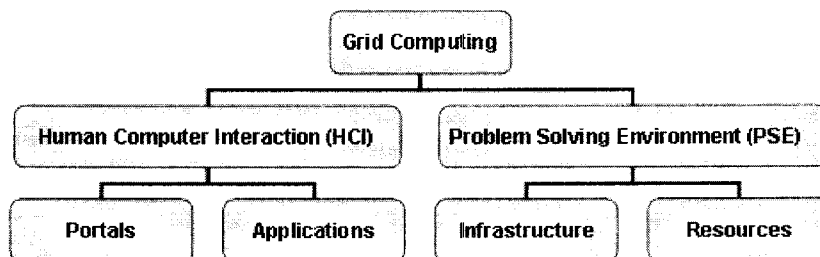 Grid Computing
Human Computer Interaction (HCI)
Problem Solving Environment (PSE)
Portals
Applications
Infrastructure
Resources